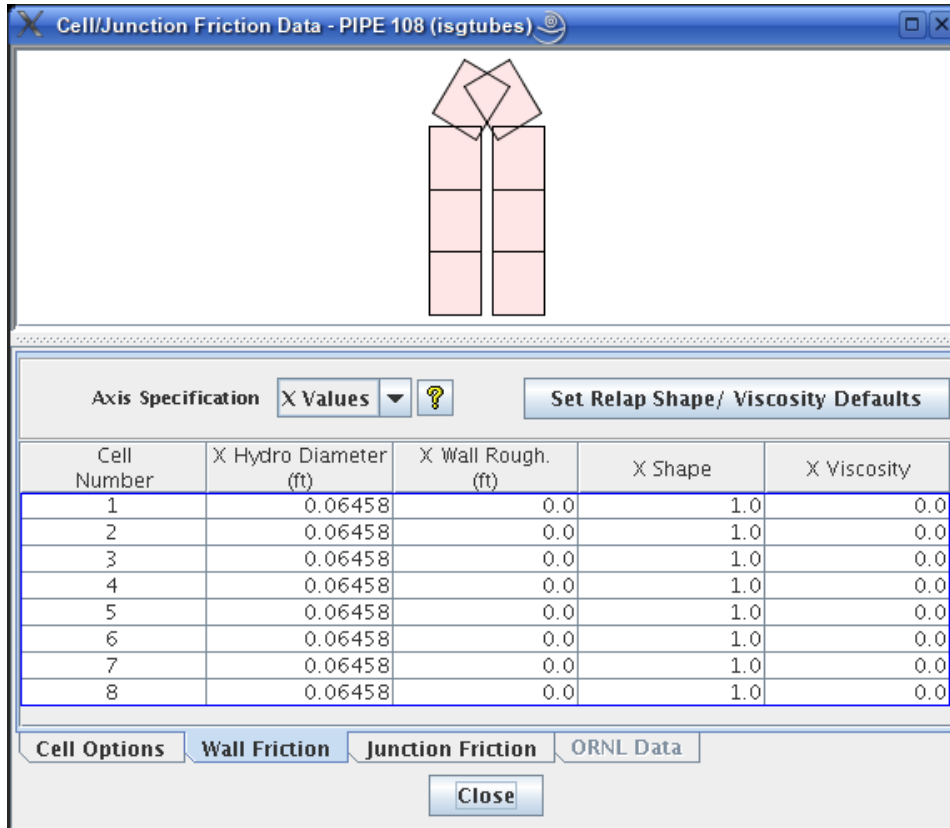 Cell/Junction Friction Data - PIPE 108 (isgtubes)
Axis Specification X Values ? Set Relap Shape/ Viscosity Defaults
Cell Number X Hydro Diameter (ft) X Wall Rough. (ft) X Shape X Viscosity
1 0.06458 0.0 1.0 0.0
2 0.06458 0.0 1.0 0.0
3 0.06458 0.0 1.0 0.0
4 0.06458 0.0 1.0 0.0
5 0.06458 0.0 1.0 0.0
6 0.06458 0.0 1.0 0.0
7 0.06458 0.0 1.0 0.0
8 0.06458 0.0 1.0 0.0
Cell Options Wall Friction Junction Friction ORNL Data
Close